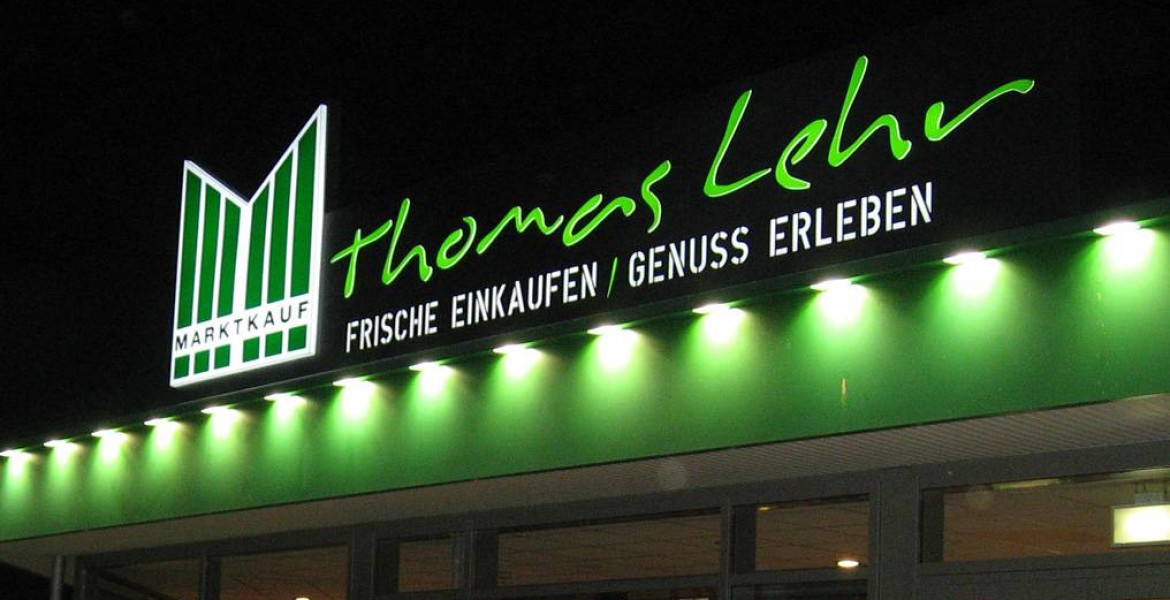 MARKTKAUF
Thomas Lehr
FRISCHE EINKAUFEN / GENUSS ERLEBEN